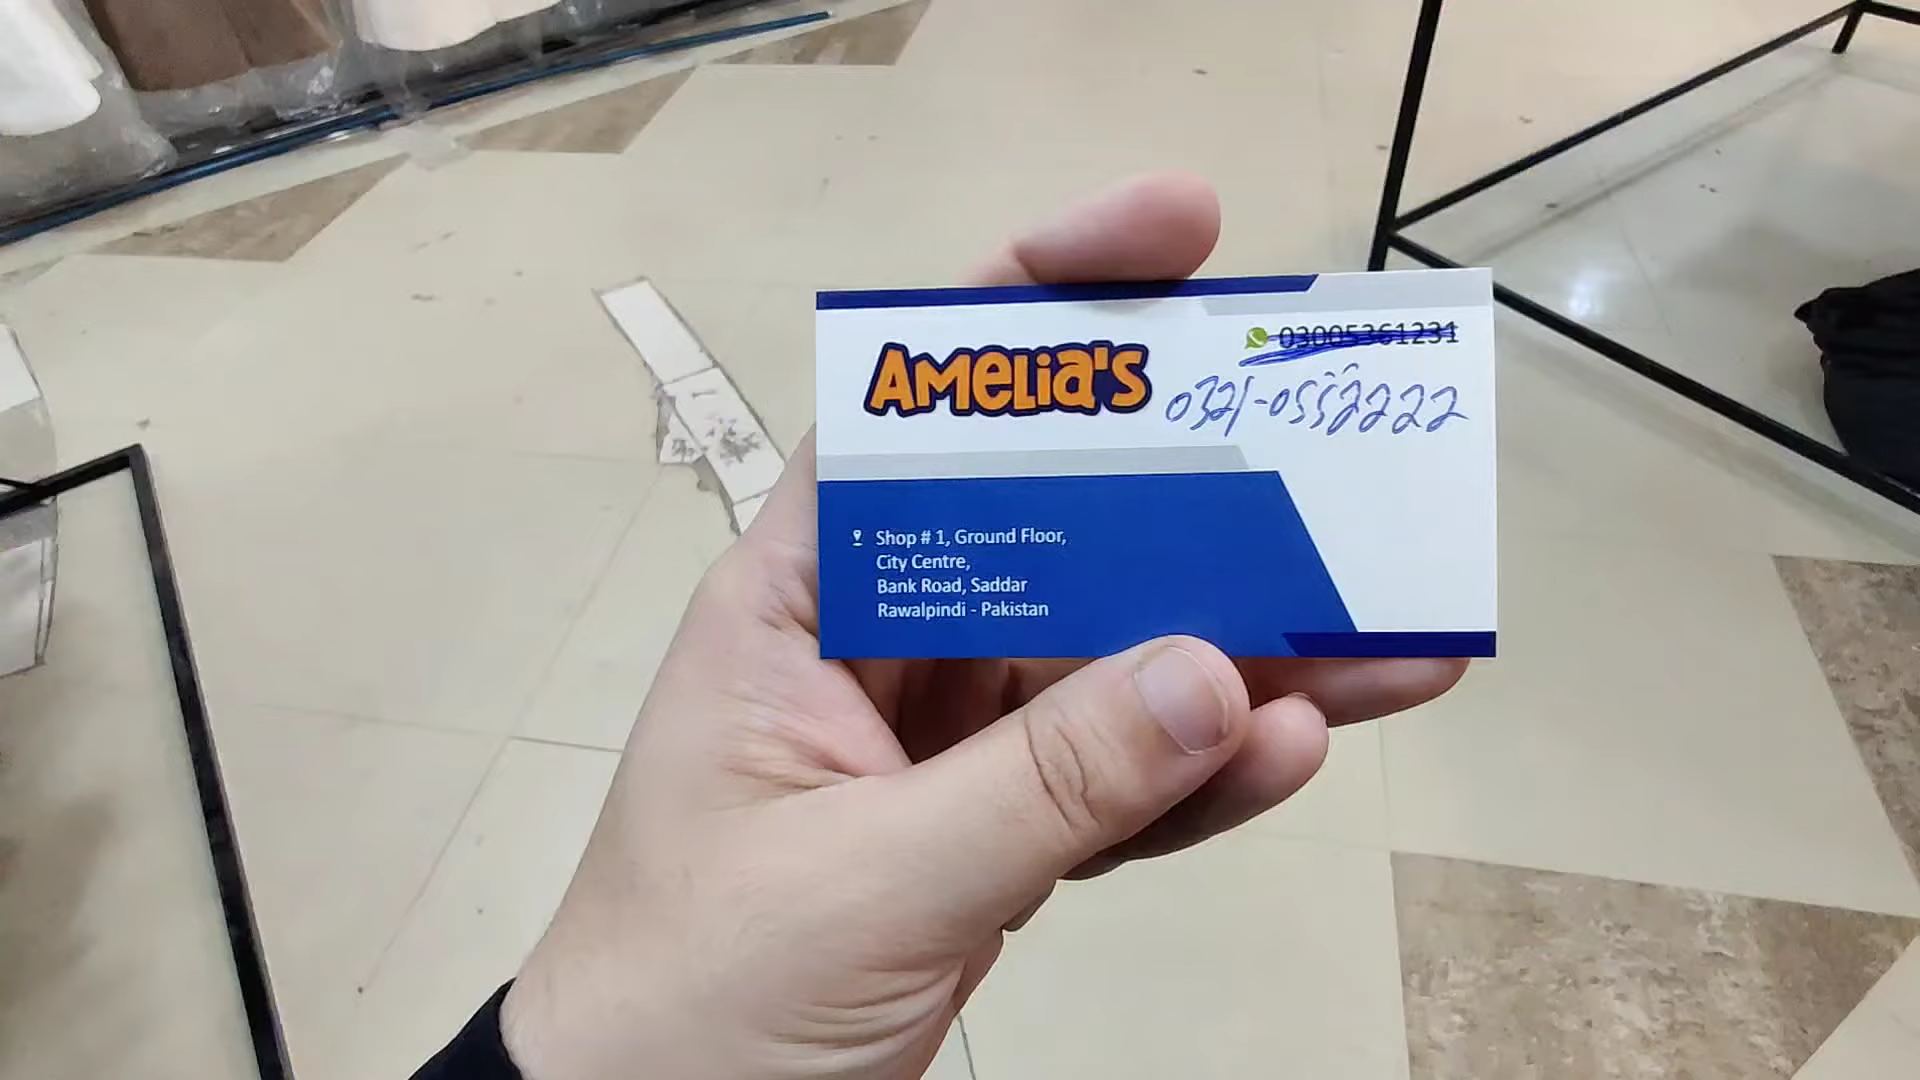 AMELIA'S
03005361231
0321-0552222
Shop # 1, Ground Floor,
City Centre,
Bank Road, Saddar
Rawalpindi - Pakistan